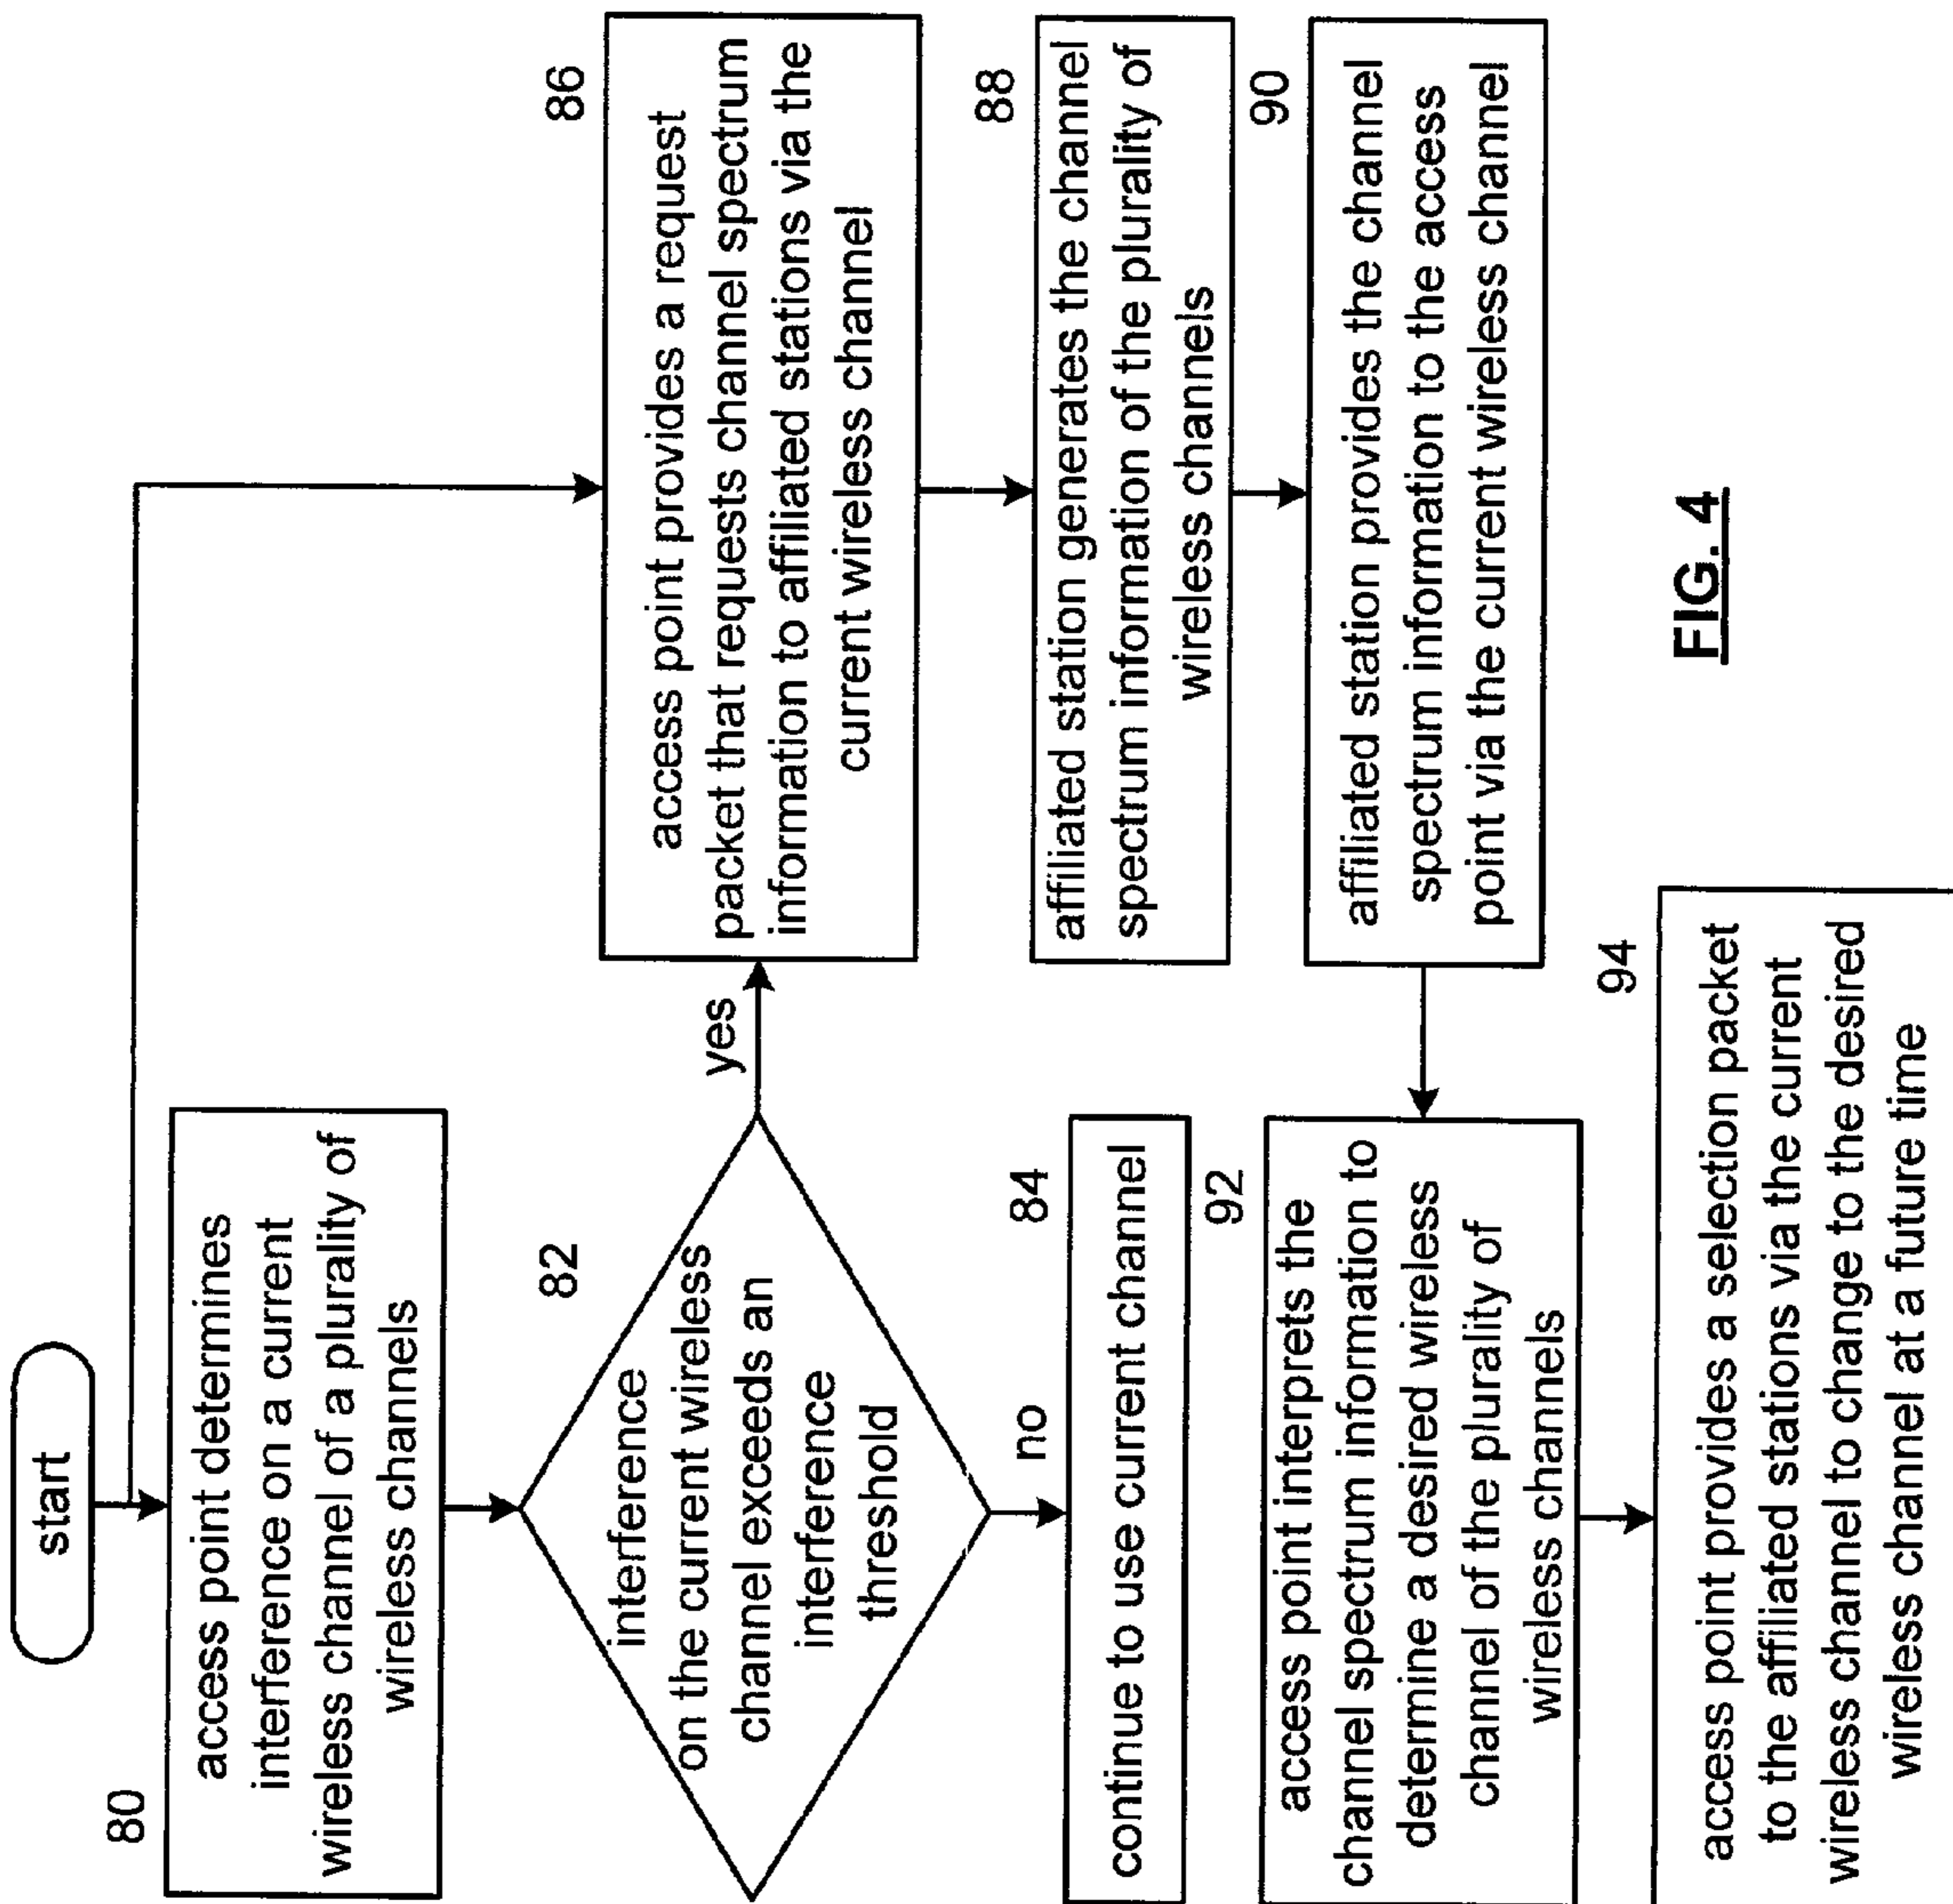 start
80
access point determines
interference on a current
wireless channel of a plurality of
wireless channels
82
interference
on the current wireless
channel exceeds an
interference
threshold
yes
no
84
continue to use current channel
86
access point provides a request
packet that requests channel spectrum
information to affiliated stations via the
current wireless channel
88
affiliated station generates the channel
spectrum information of the plurality of
wireless channels
90
affiliated station provides the channel
spectrum information to the access
point via the current wireless channel
92
access point interprets the
channel spectrum information to
determine a desired wireless
channel of the plurality of
wireless channels
94
access point provides a selection packet
to the affiliated stations via the current
wireless channel to change to the desired
wireless channel at a future time
FIG. 4